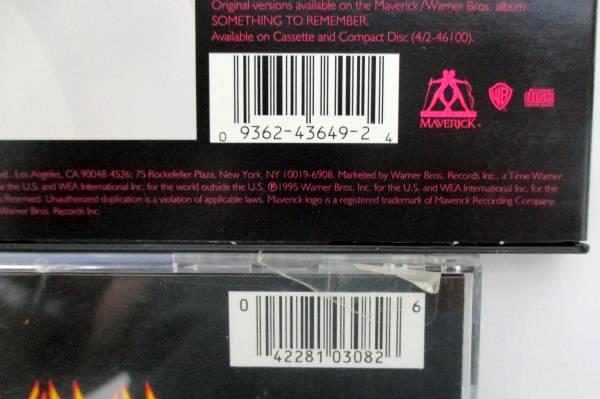 Original versions available on the Maverick/Warner Bros. album
SOMETHING TO REMEMBER.
Available on Cassette and Compact Disc (4/2-46100).
0 9362-43649-2 4
MAVERICK
WB
Los Angeles, CA 90048-4526; 75 Rockefeller Plaza, New York, NY 10019-6908. Marketed by Warner Bros. Records Inc., a Time Warner
for the U.S. and WEA International Inc. for the world outside the U.S. ℗1995 Warner Bros. Inc. for the U.S. and WEA International Inc. for the
Reserved. Unauthorized duplication is a violation of applicable laws. Maverick logo is a registered trademark of Maverick Recording Company.
Warner Bros. Records Inc.
0 42281 03082 6